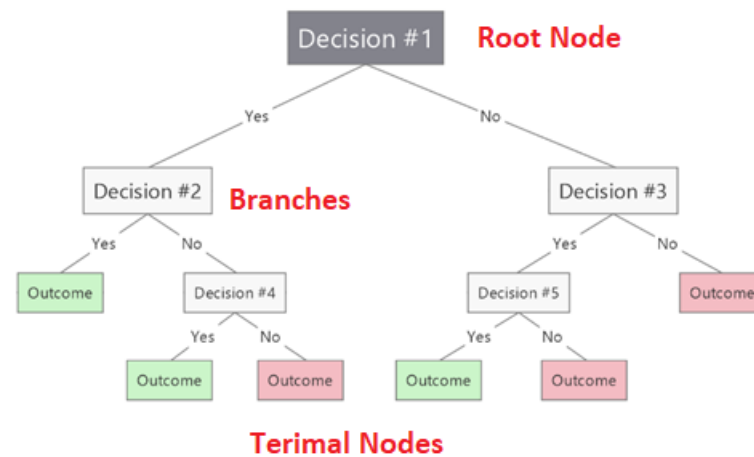 Decision #1
Root Node
Yes
No
Decision #2
Branches
Decision #3
Yes
No
Yes
No
Outcome
Decision #4
Decision #5
Outcome
Yes
No
Yes
No
Outcome
Outcome
Outcome
Outcome
Terimal Nodes